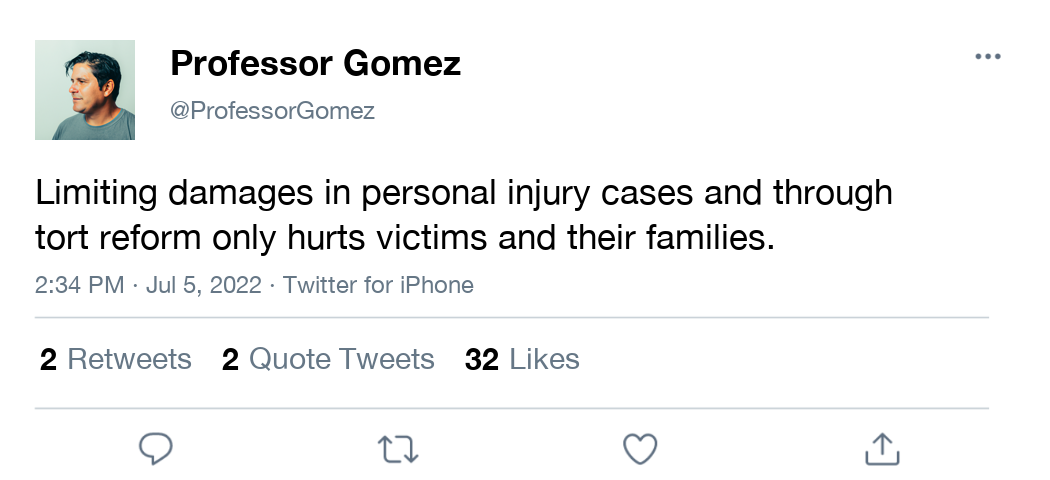 Professor Gomez
@ProfessorGomez
Limiting damages in personal injury cases and through
tort reform only hurts victims and their families.
2:34 PM · Jul 5, 2022 · Twitter for iPhone
2 Retweets 2 Quote Tweets 32 Likes